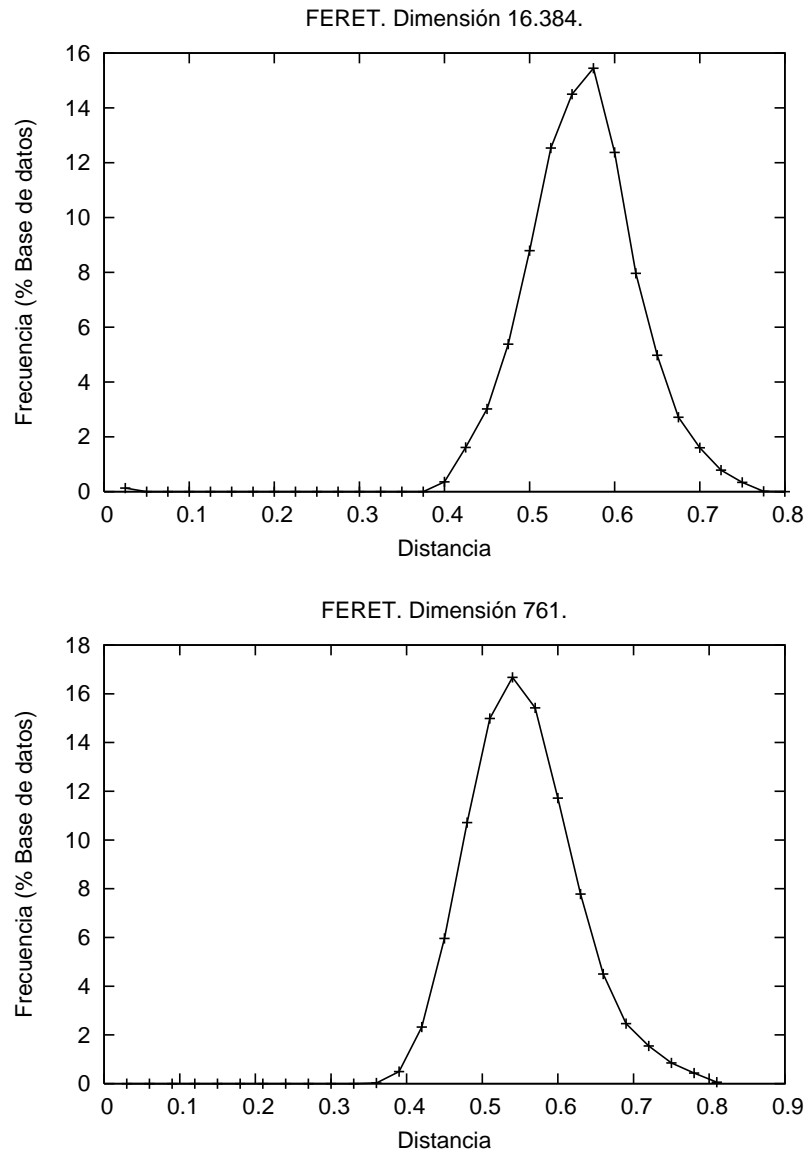 FERET. Dimensión 16.384.
16
14
12
10
8
6
4
2
0
Frecuencia (% Base de datos)
0 0.1 0.2 0.3 0.4 0.5 0.6 0.7 0.8
Distancia
FERET. Dimensión 761.
18
16
14
12
10
8
6
4
2
0
Frecuencia (% Base de datos)
0 0.1 0.2 0.3 0.4 0.5 0.6 0.7 0.8 0.9
Distancia